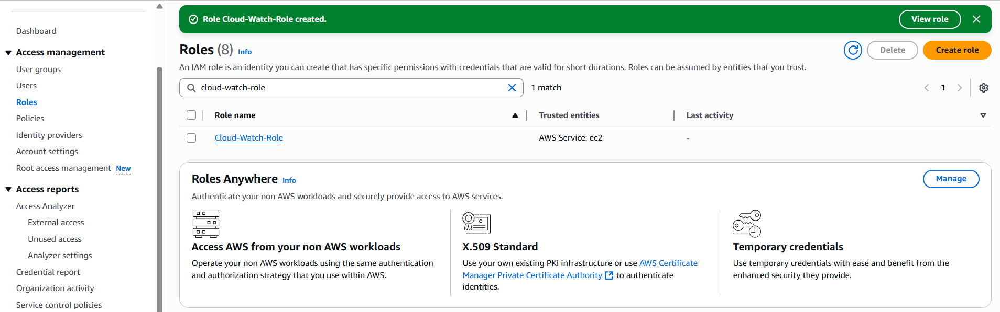 Dashboard
Access management
User groups
Users
Roles
Policies
Identity providers
Account settings
Root access management New
Access reports
Access Analyzer
External access
Unused access
Analyzer settings
Credential report
Organization activity
Service control policies
Role Cloud-Watch-Role created.
View role
Roles (8) Info
Delete
Create role
An IAM role is an identity you can create that has specific permissions with credentials that are valid for short durations. Roles can be assumed by entities that you trust.
cloud-watch-role
1 match
1
Role name
Trusted entities
Last activity
Cloud-Watch-Role
AWS Service: ec2
-
Roles Anywhere Info
Manage
Authenticate your non AWS workloads and securely provide access to AWS services.
Access AWS from your non AWS workloads
Operate your non AWS workloads using the same authentication
and authorization strategy that you use within AWS.
X.509 Standard
Use your own existing PKI infrastructure or use AWS Certificate
Manager Private Certificate Authority to authenticate
identities.
Temporary credentials
Use temporary credentials with ease and benefit from the
enhanced security they provide.